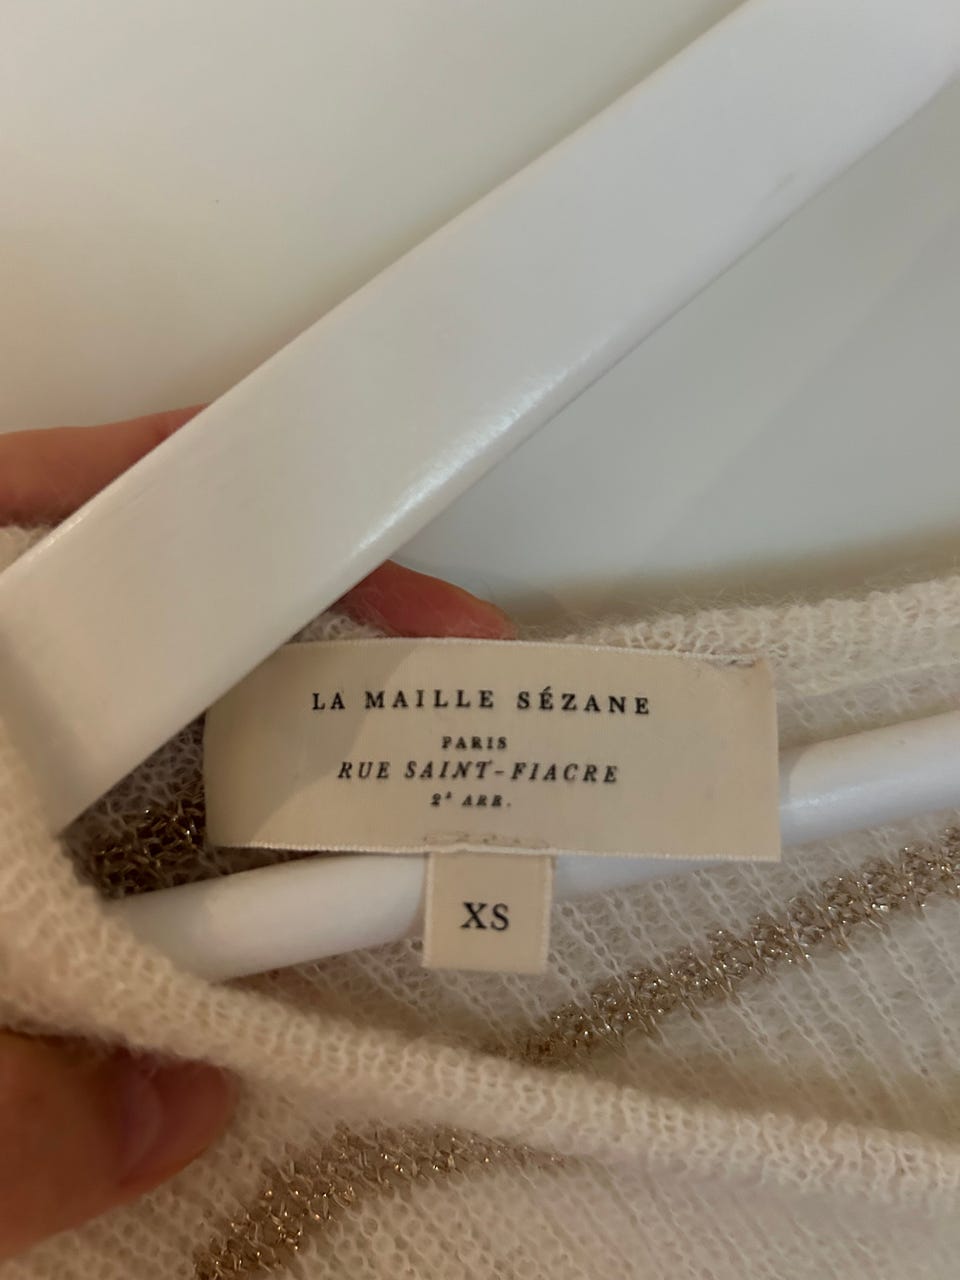 LA MAILLE SÉZANE
PARIS
RUE SAINT-FIACRE
2ᵉ ARR.
XS